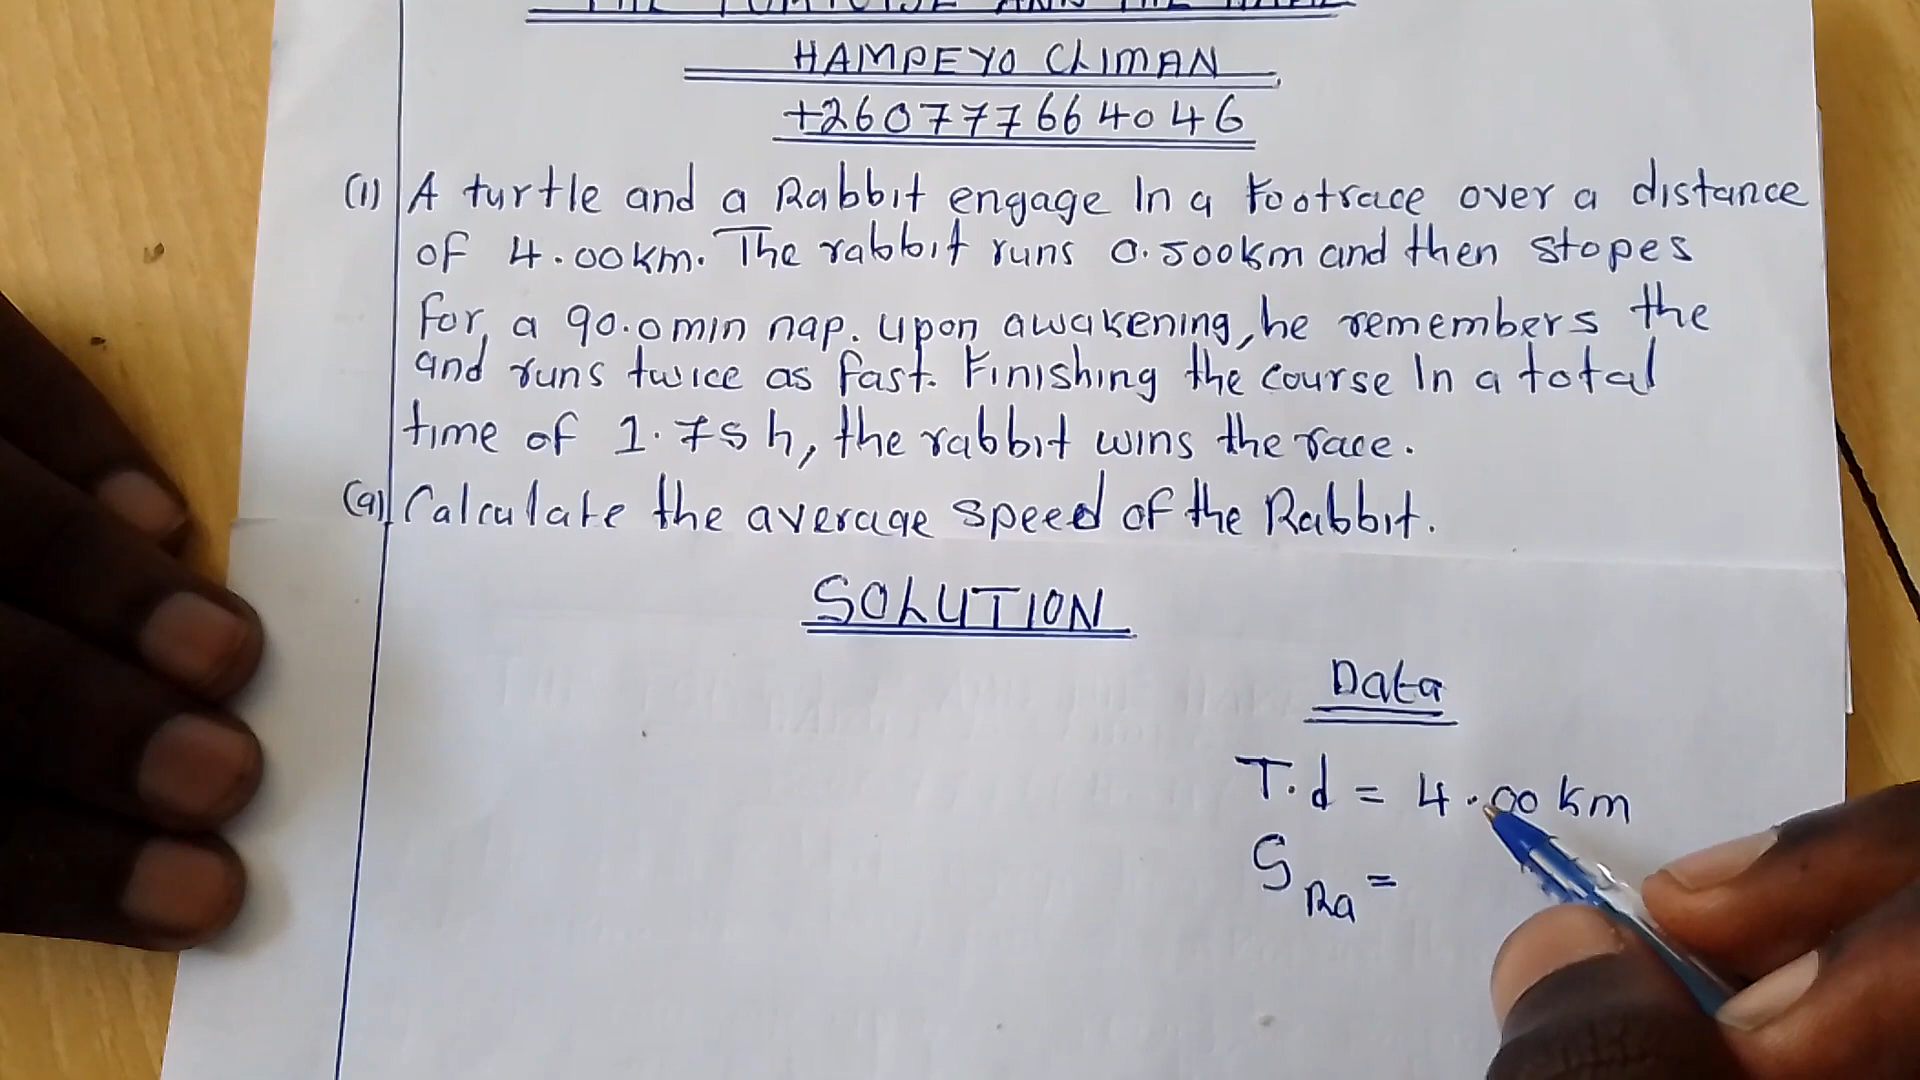 HAMPEYO CLIMAN
+260777664046
(1) A turtle and a Rabbit engage In a footrace over a distance
of 4.00km. The rabbit runs 0.500km and then stopes
for a 90.0min nap. upon awakening, he remembers the
and runs twice as fast. Finishing the course In a total
time of 1.75h, the rabbit wins the race.
(a) Calculate the average speed of the Rabbit.
SOLUTION
Data
T.d = 4.00 km
S Ra =